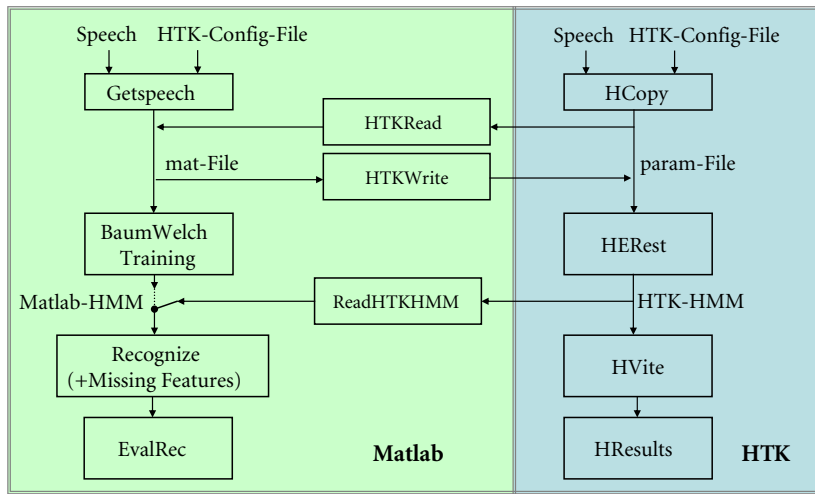 Speech HTK-Config-File
Speech HTK-Config-File
Getspeech
HCopy
HTKRead
mat-File
HTKWrite
param-File
BaumWelch
Training
HERest
Matlab-HMM
ReadHTKHMM
HTK-HMM
Recognize
(+Missing Features)
HVite
EvalRec
Matlab
HResults
HTK